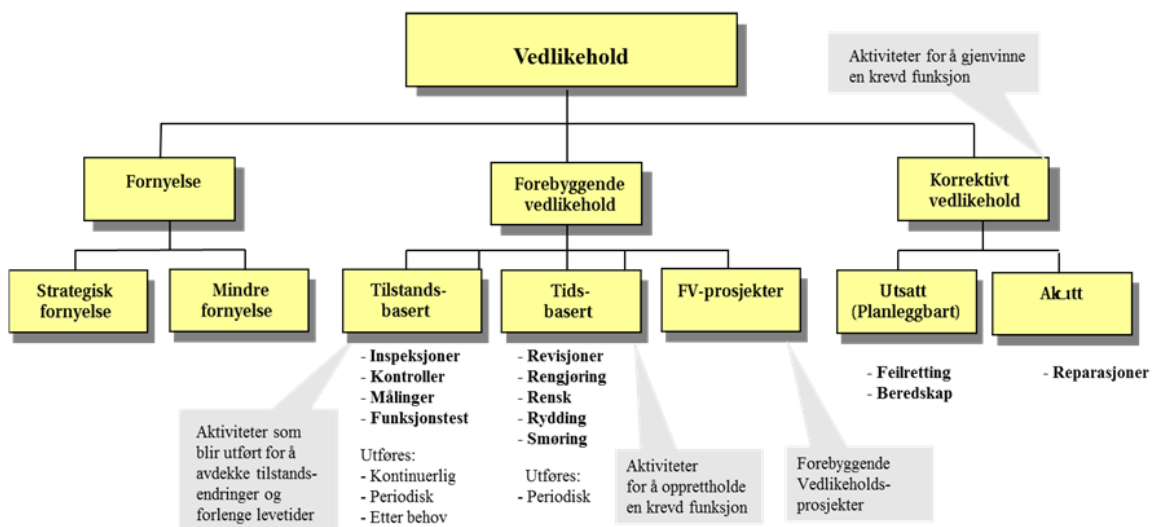 Vedlikehold
Aktiviteter for å gjenvinne
en krevd funksjon
Fornyelse
Forebyggende
vedlikehold
Korrektivt
vedlikehold
Strategisk
fornyelse
Mindre
fornyelse
Tilstands-
basert
Tids-
basert
FV-prosjekter
Utsatt
(Planleggbart)
Akutt
- Inspeksjoner
- Kontroller
- Målinger
- Funksjonstest
Utføres:
- Kontinuerlig
- Periodisk
- Etter behov
- Revisjoner
- Rengjøring
- Rensk
- Rydding
- Smøring
Utføres:
- Periodisk
- Feilretting
- Beredskap
- Reparasjoner
Aktiviteter som
blir utført for å
avdekke tilstands-
endringer og
forlenge levetider
Aktiviteter
for å opprettholde
en krevd funksjon
Forebyggende
Vedlikeholds-
prosjekter